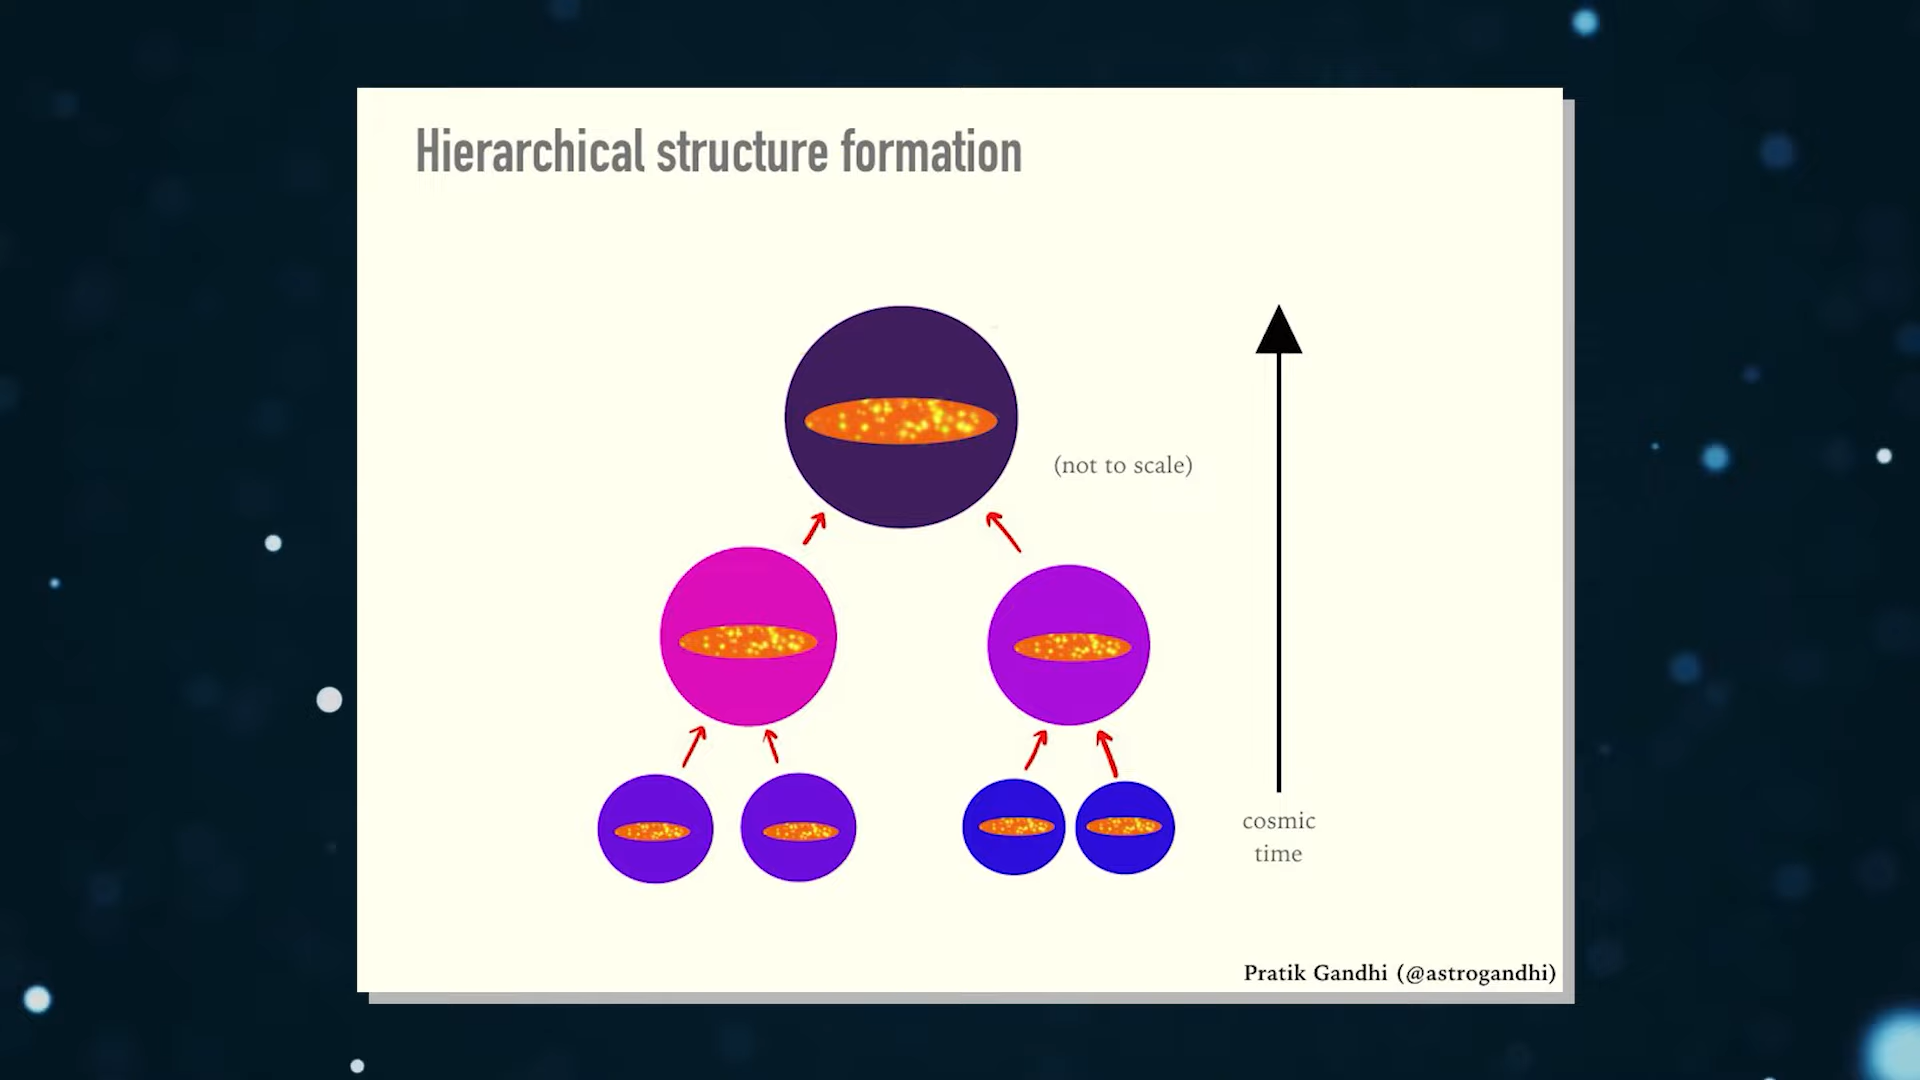 Hierarchical structure formation
(not to scale)
cosmic
time
Pratik Gandhi (@astrogandhi)